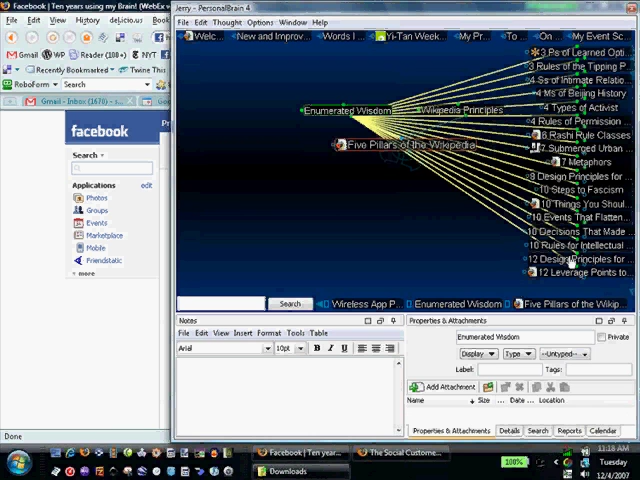 Facebook | Ten years using my Brain! (WebEx w
Jerry - PersonalBrain 4
File Edit View History
File Edit Thought Options Window Help
HTwiki del.icio.us
Welc... New and Improv... Words I ... Yi-Tan Week... My Pr... To ... On ... My Event Sc
Gmail WP Reader (100+) NYT
Recently Bookmarked Twine This
RoboForm Search
Gmail - Inbox (1670) - s
3 Ps of Learned Opti...
3 Rules of the Tipping P...
4 Ss of Intimate Relatio...
4 Ms of Beijing History
4 Types of Activist
4 Rules of Permission ...
6 Rashi Rule Classes
7 Submerged Urban ...
7 Metaphors
8 Design Principles for ...
10 Steps to Fascism
10 Things You Shoul...
10 Events That Flatten...
10 Decisions That Made ...
10 Rules for Intellectual ...
12 Design Principles for ...
12 Leverage Points to...
Enumerated Wisdom Wikipedia Principles
Five Pillars of the Wikipedia
facebook Prof
Search
Applications edit
Photos
Groups
Events
Marketplace
Mobile
Friendstatic
more
Search Wireless App P... Enumerated Wisdom Five Pillars of the Wikip...
Notes
File Edit View Insert Format Tools Table
Arial 10pt B I U
Properties & Attachments
Enumerated Wisdom Private
Display Type --Untyped--
Label: Tags:
Add Attachment
Name Size ... Date ... Location
Properties & Attachments Details Search Reports Calendar
Done
Facebook | Ten year... The Social Custome...
Downloads
100%
11:18 AM
Tuesday
12/4/2007